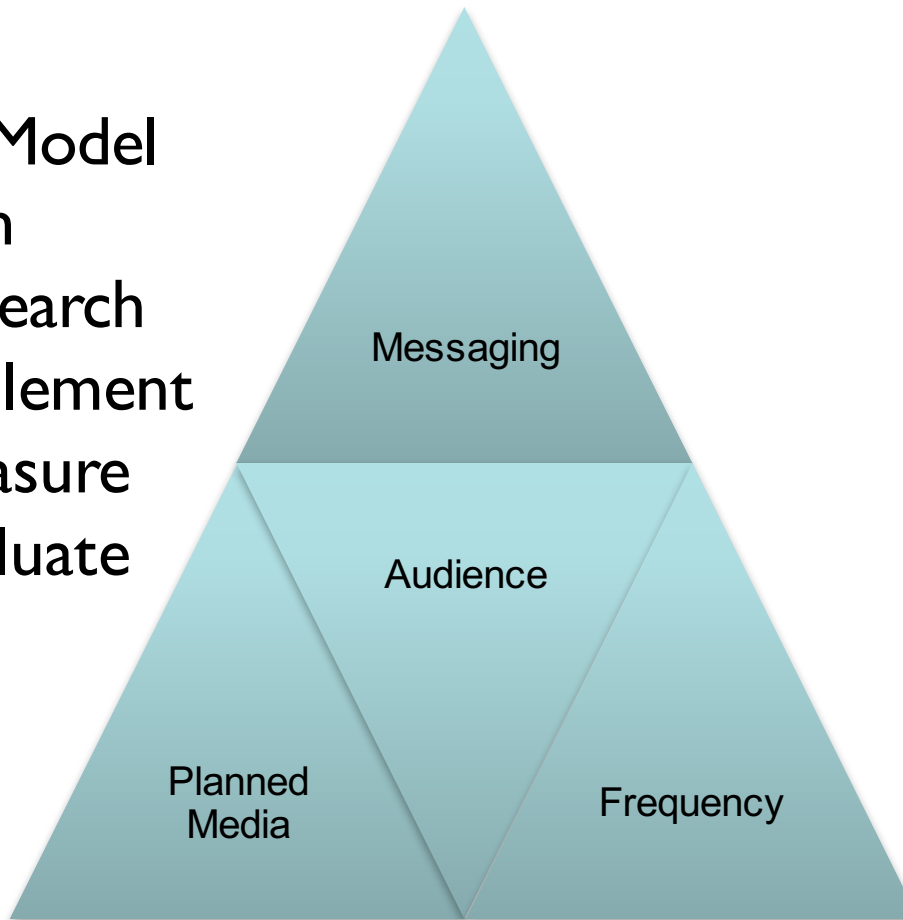 Model
n
earch
lement
asure
luate
Messaging
Audience
Planned
Media
Frequency